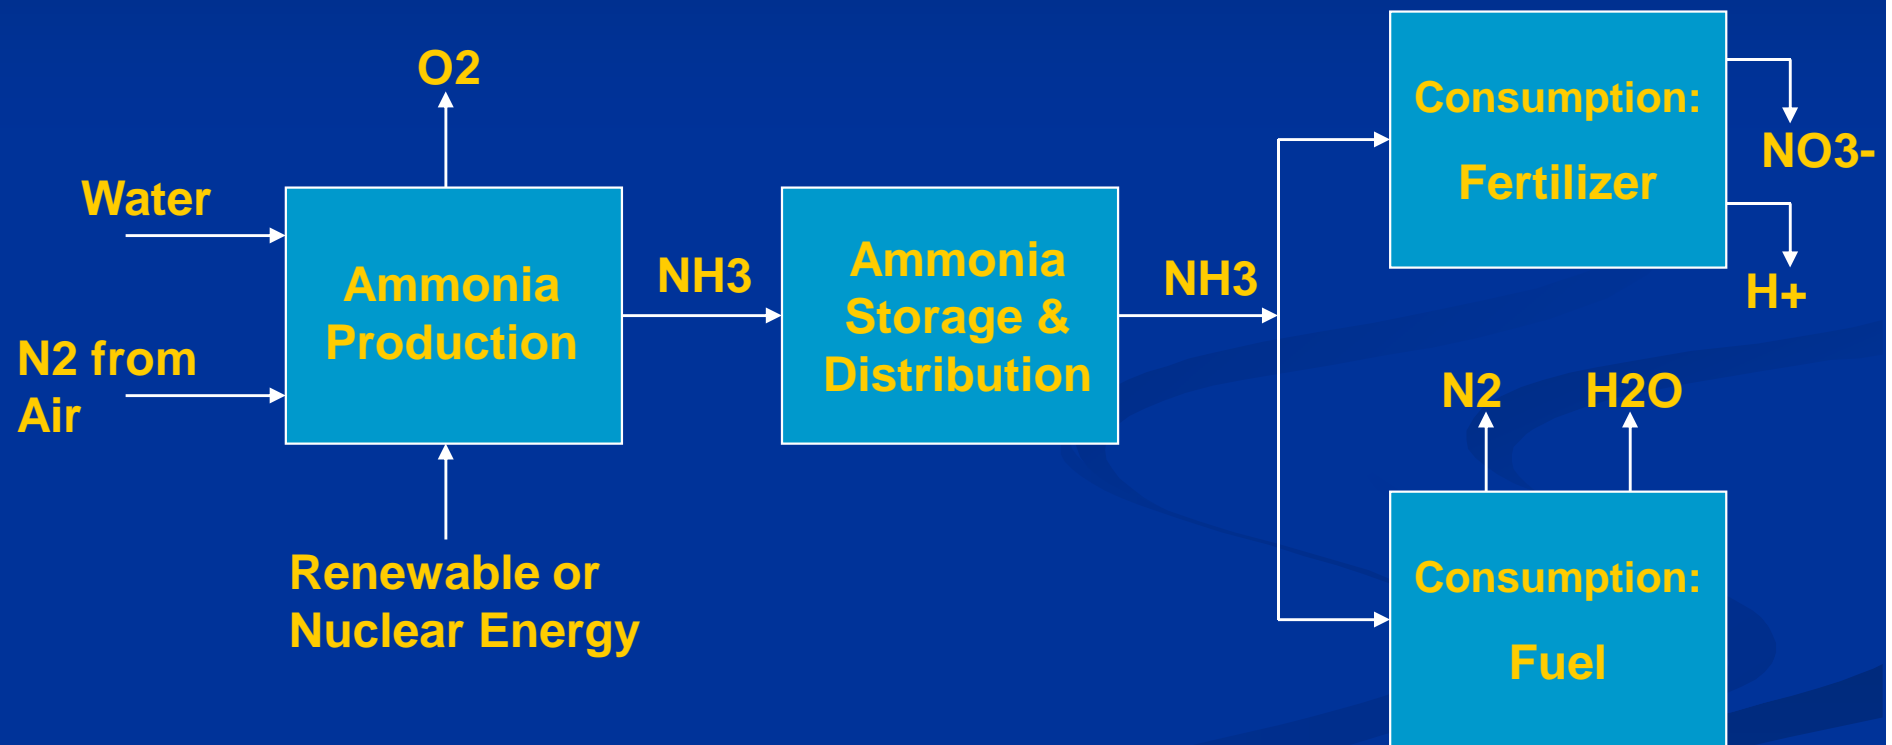 O2
Water
N2 from
Air
Ammonia
Production
Renewable or
Nuclear Energy
NH3
Ammonia
Storage &
Distribution
NH3
Consumption:
Fertilizer
NO3-
H+
N2
H2O
Consumption:
Fuel